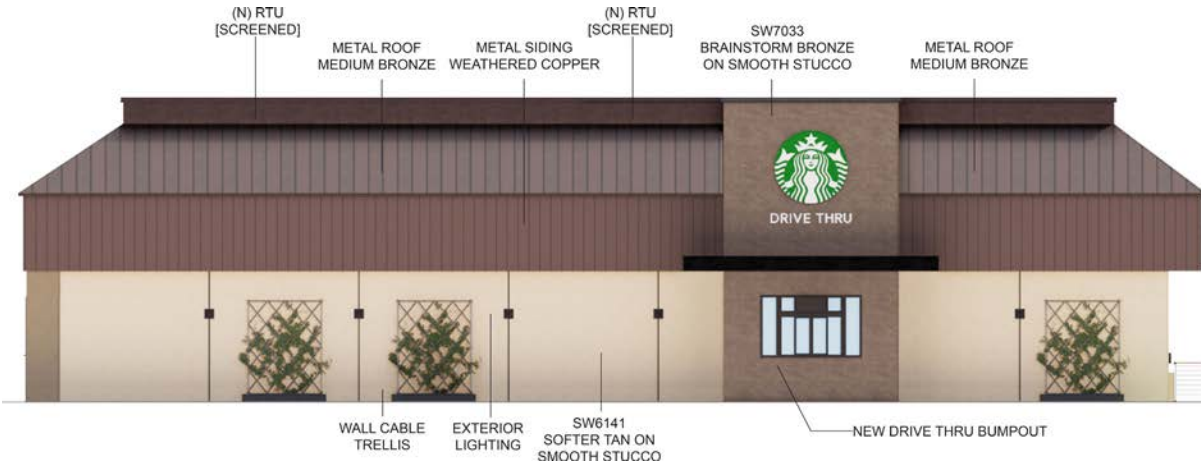 (N) RTU
[SCREENED]
METAL ROOF
MEDIUM BRONZE
METAL SIDING
WEATHERED COPPER
(N) RTU
[SCREENED]
SW7033
BRAINSTORM BRONZE
ON SMOOTH STUCCO
METAL ROOF
MEDIUM BRONZE
DRIVE THRU
WALL CABLE
TRELLIS
EXTERIOR
LIGHTING
SW6141
SOFTER TAN ON
SMOOTH STUCCO
NEW DRIVE THRU BUMPOUT